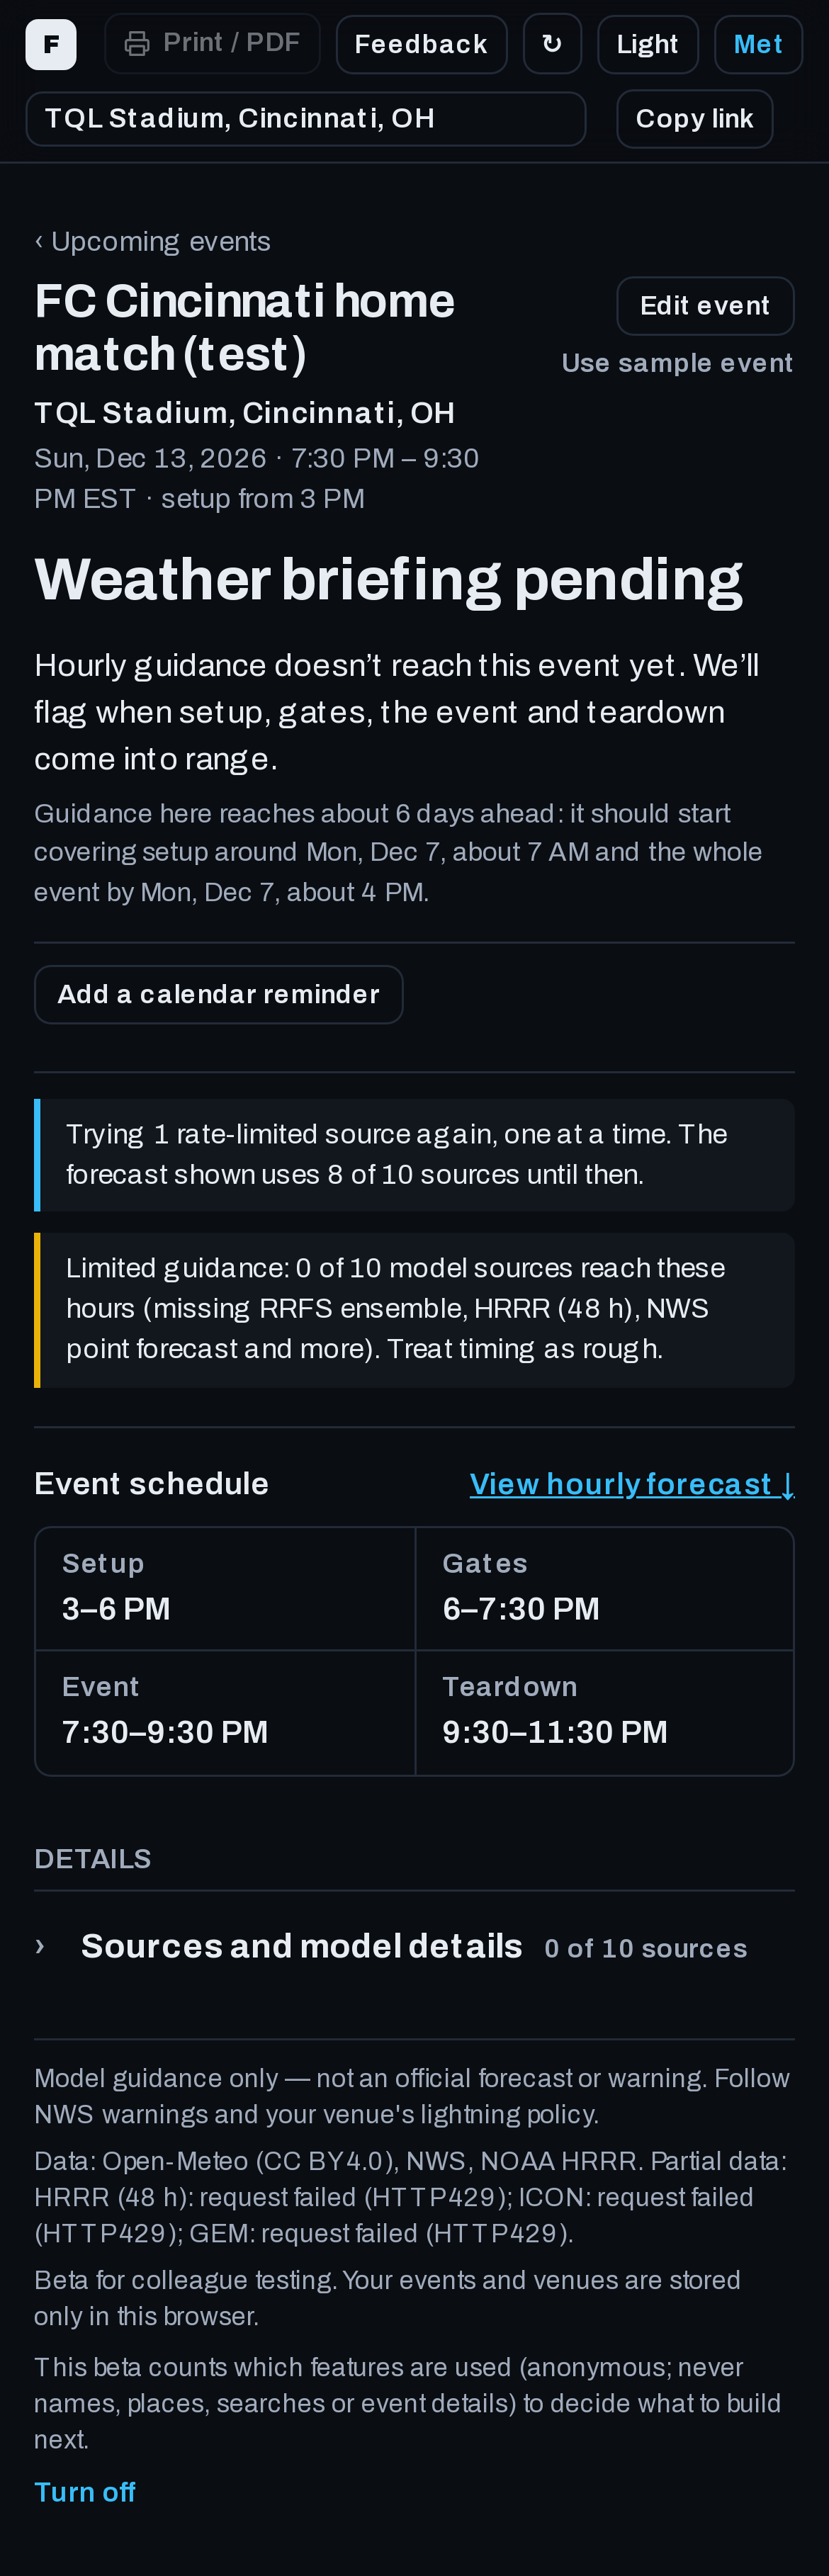 F Print / PDF Feedback ↻ Light Met
TQL Stadium, Cincinnati, OH Copy link
‹ Upcoming events
FC Cincinnati home
match (test)
Edit event
Use sample event
TQL Stadium, Cincinnati, OH
Sun, Dec 13, 2026 · 7:30 PM – 9:30
PM EST · setup from 3 PM
Weather briefing pending
Hourly guidance doesn’t reach this event yet. We’ll
flag when setup, gates, the event and teardown
come into range.
Guidance here reaches about 6 days ahead: it should start
covering setup around Mon, Dec 7, about 7 AM and the whole
event by Mon, Dec 7, about 4 PM.
Add a calendar reminder
Trying 1 rate-limited source again, one at a time. The
forecast shown uses 8 of 10 sources until then.
Limited guidance: 0 of 10 model sources reach these
hours (missing RRFS ensemble, HRRR (48 h), NWS
point forecast and more). Treat timing as rough.
Event schedule View hourly forecast ↓
Setup Gates
3–6 PM 6–7:30 PM
Event Teardown
7:30–9:30 PM 9:30–11:30 PM
DETAILS
› Sources and model details 0 of 10 sources
Model guidance only — not an official forecast or warning. Follow
NWS warnings and your venue's lightning policy.
Data: Open-Meteo (CC BY 4.0), NWS, NOAA HRRR. Partial data:
HRRR (48 h): request failed (HTTP 429); ICON: request failed
(HTTP 429); GEM: request failed (HTTP 429).
Beta for colleague testing. Your events and venues are stored
only in this browser.
This beta counts which features are used (anonymous; never
names, places, searches or event details) to decide what to build
next.
Turn off